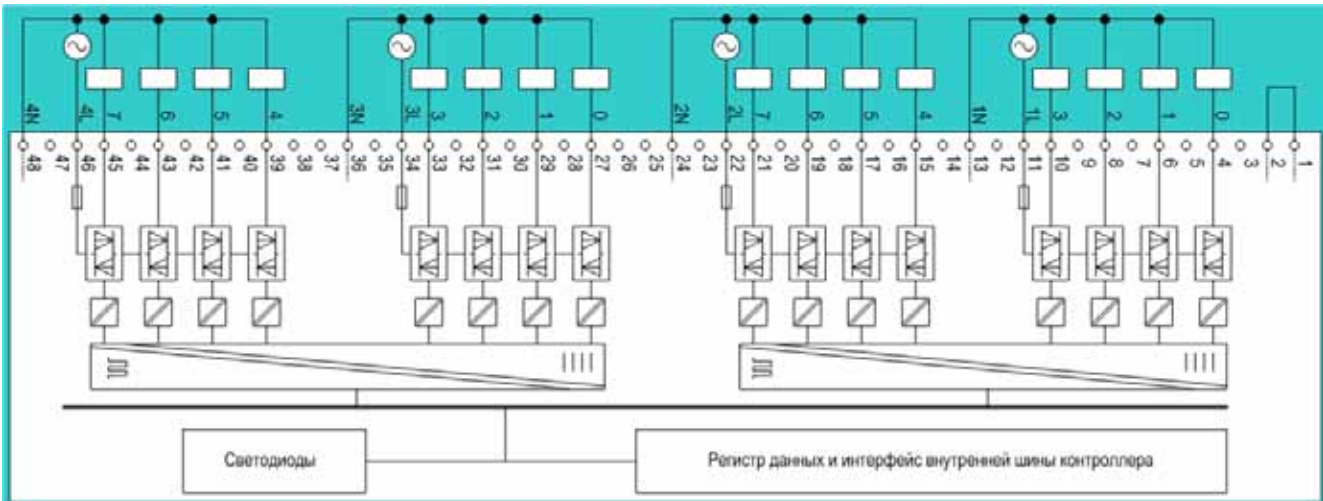 4N 4L 7 6 5 4 3N 3L 3 2 1 0 2N 2L 7 6 5 4 1N 1L 3 2 1 0
48 47 46 45 44 43 42 41 40 39 38 37 36 35 34 33 32 31 30 29 28 27 26 25 24 23 22 21 20 19 18 17 16 15 14 13 12 11 10 9 8 7 6 5 4 3 2 1
Светодиоды
Регистр данных и интерфейс внутренней шины контроллера